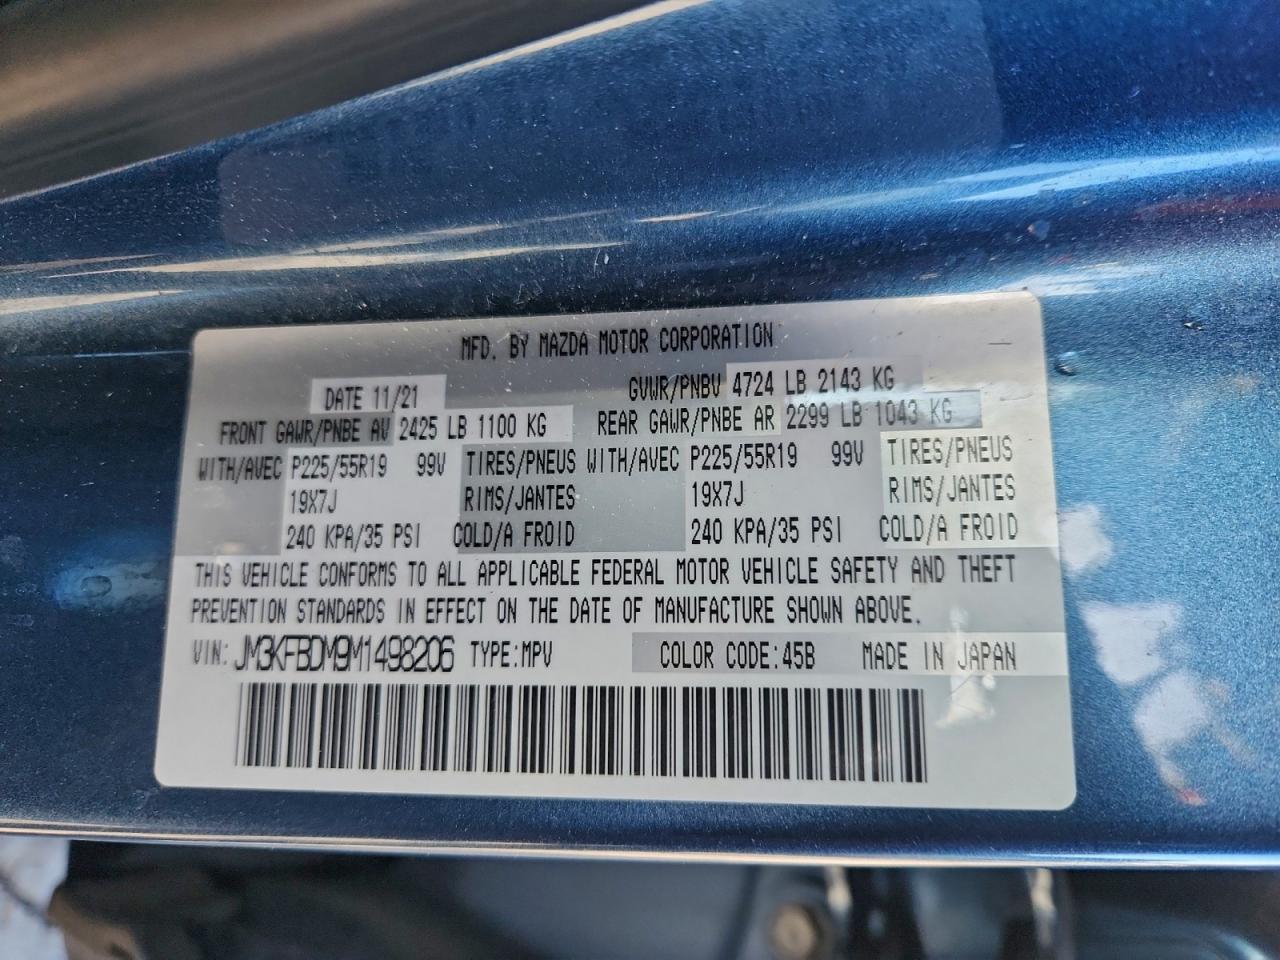 MFD. BY MAZDA MOTOR CORPORATION
DATE 11/21 GVWR/PNBV 4724 LB 2143 KG
FRONT GAWR/PNBE AV 2425 LB 1100 KG REAR GAWR/PNBE AR 2299 LB 1043 KG
WITH/AVEC P225/55R19 99V TIRES/PNEUS WITH/AVEC P225/55R19 99V TIRES/PNEUS
19X7J RIMS/JANTES 19X7J RIMS/JANTES
240 KPA/35 PSI COLD/A FROID 240 KPA/35 PSI COLD/A FROID
THIS VEHICLE CONFORMS TO ALL APPLICABLE FEDERAL MOTOR VEHICLE SAFETY AND THEFT
PREVENTION STANDARDS IN EFFECT ON THE DATE OF MANUFACTURE SHOWN ABOVE.
VIN: JM3KFBDM9M1498206 TYPE:MPV COLOR CODE:45B MADE IN JAPAN